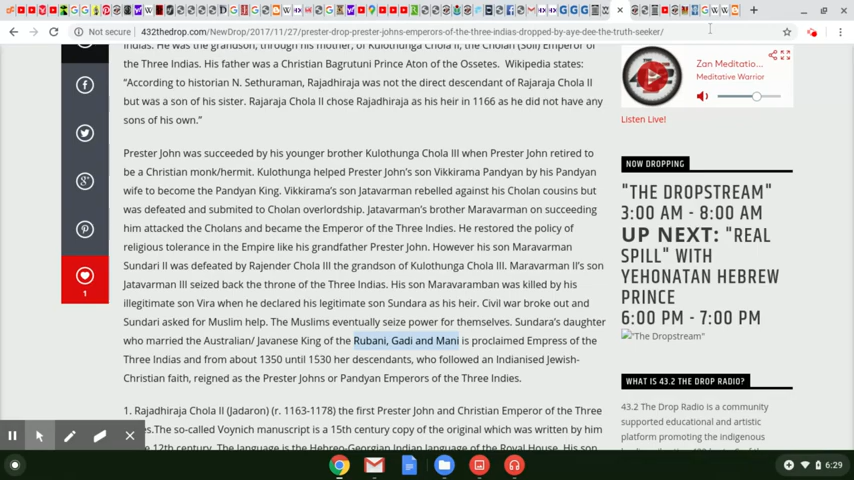 432thedrop.com/NewDrop/2017/11/27/prester-drop-prester-johns-emperors-of-the-three-indias-dropped-by-aye-dee-the-truth-seeker/
Indias. He was the grandson, through his mother, of Kulothunga Chola II, the Chola (Soli) Emperor of
the Three Indias. His father was a Christian Bagrutuni Prince Aton of the Ossetes. Wikipedia states:
"According to historian N. Sethuraman, Rajadhiraja was not the direct descendant of Rajaraja Chola II
but was a son of his sister. Rajaraja Chola II chose Rajadhiraja as his heir in 1166 as he did not have any
sons of his own."
Prester John was succeeded by his younger brother Kulothunga Chola III when Prester John retired to
be a Christian monk/hermit. Kulothunga helped Prester John's son Vikkirama Pandyan by his Pandyan
wife to become the Pandyan King. Vikkirama's son Jatavarman rebelled against his Cholan cousins but
was defeated and submited to Cholan overlordship. Jatavarman's brother Maravarman on succeeding
him attacked the Cholans and became the Emperor of the Three Indias. He restored the policy of
religious tolerance in the Empire like his grandfather Prester John. However his son Maravarman
Sundari II was defeated by Rajender Chola III the grandson of Kulothunga Chola III. Maravarman II's son
Jatavarman III seized back the throne of the Three Indias. His son Maravaramban was killed by his
illegitimate son Vira when he declared his legitimate son Sundara as his heir. Civil war broke out and
Sundari asked for Muslim help. The Muslims eventually seize power for themselves. Sundara's daughter
who married the Australian/ Javanese King of the Rubani, Gadi and Mani is proclaimed Empress of the
Three Indias and from about 1350 until 1530 her descendants, who followed an Indianised Jewish-
Christian faith, reigned as the Prester Johns or Pandyan Emperors of the Three Indies.
1. Rajadhiraja Chola II (Jadaron) (r. 1163-1178) the first Prester John and Christian Emperor of the Three
.The so-called Voynich manuscript is a 15th century copy of the original which was written by him
12th century. The language is the Hebreo-Georgian Indian language of the Royal House. His son
1
Zen Meditatio...
Meditative Warrior
Listen Live!
NOW DROPPING
"THE DROPSTREAM"
3:00 AM - 8:00 AM
UP NEXT: "REAL
SPILL" WITH
YEHONATAN HEBREW
PRINCE
6:00 PM - 7:00 PM
"The Dropstream"
WHAT IS 43.2 THE DROP RADIO?
43.2 The Drop Radio is a community
supported educational and artistic
platform promoting the Indigenous
6:29